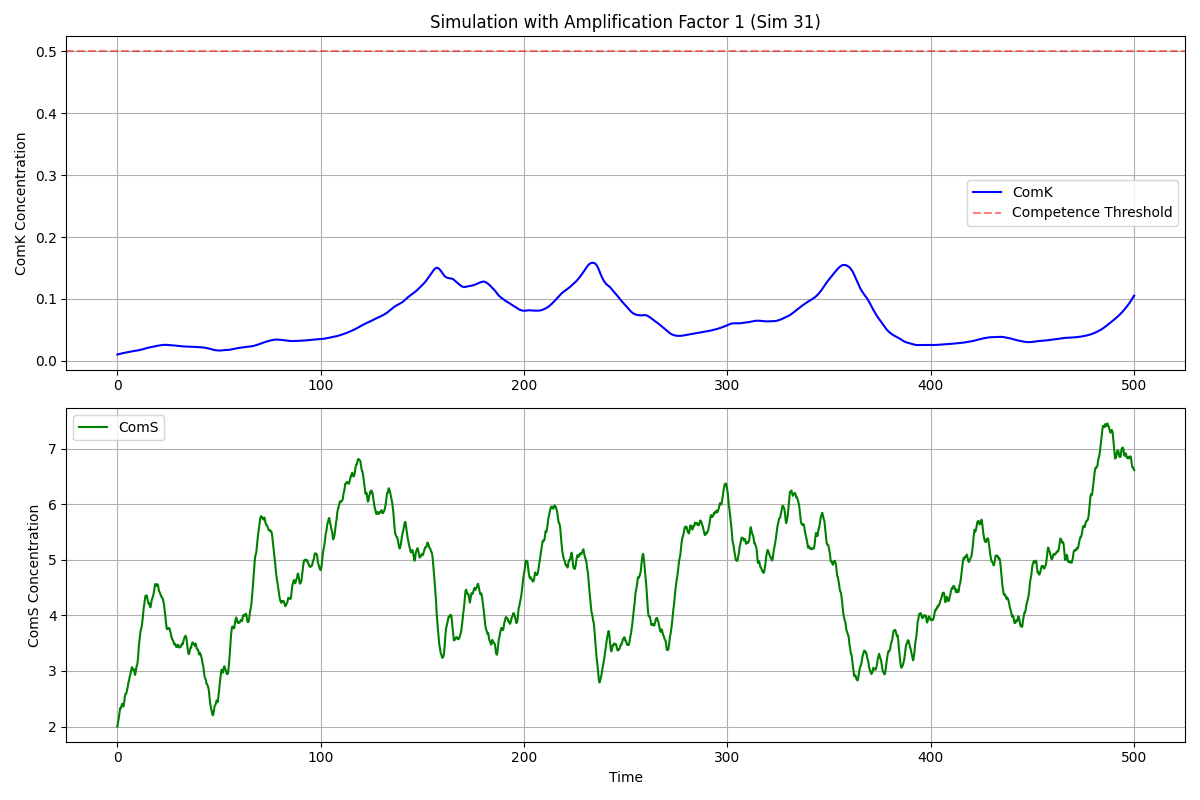 Simulation with Amplification Factor 1 (Sim 31)
ComK Concentration
0.5
0.4
0.3
0.2
0.1
0.0
ComK
Competence Threshold
0 100 200 300 400 500
ComS Concentration
7
6
5
4
3
2
ComS
0 100 200 300 400 500
Time